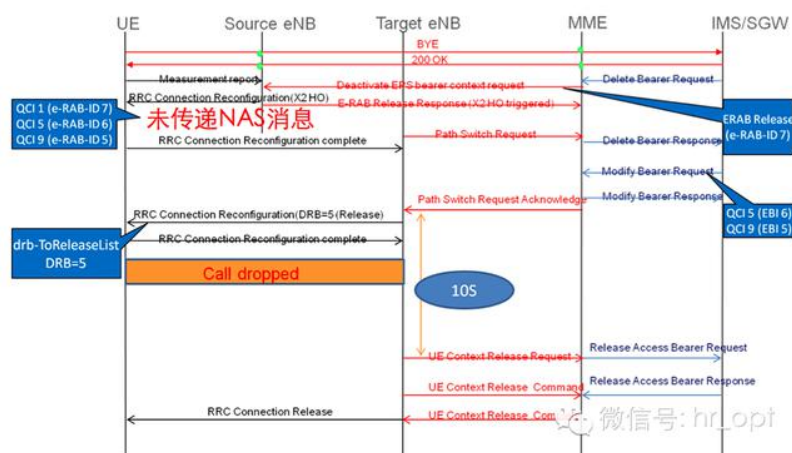 UE Source eNB Target eNB MME IMS/SGW
BYE
200 OK
Measurement report
Deactivate EPS bearer context request
Delete Bearer Request
RRC Connection Reconfiguration(X2 HO)
E-RAB Release Response (X2 HO triggered)
QCI 1 (e-RAB-ID 7)
QCI 5 (e-RAB-ID 6)
QCI 9 (e-RAB-ID 5)
未传递NAS消息
ERAB Release
(e-RAB-ID 7)
RRC Connection Reconfiguration complete
Path Switch Request
Delete Bearer Response
Modify Bearer Request
Path Switch Request Acknowledge
Modify Bearer Response
QCI 5 (EBI 6)
QCI 9 (EBI 5)
RRC Connection Reconfiguration(DRB=5 (Release)
RRC Connection Reconfiguration complete
drb-ToReleaseList
DRB=5
Call dropped
10S
UE Context Release Request
Release Access Bearer Request
UE Context Release Command
Release Access Bearer Response
RRC Connection Release
UE Context Release
微信号: hr_opt